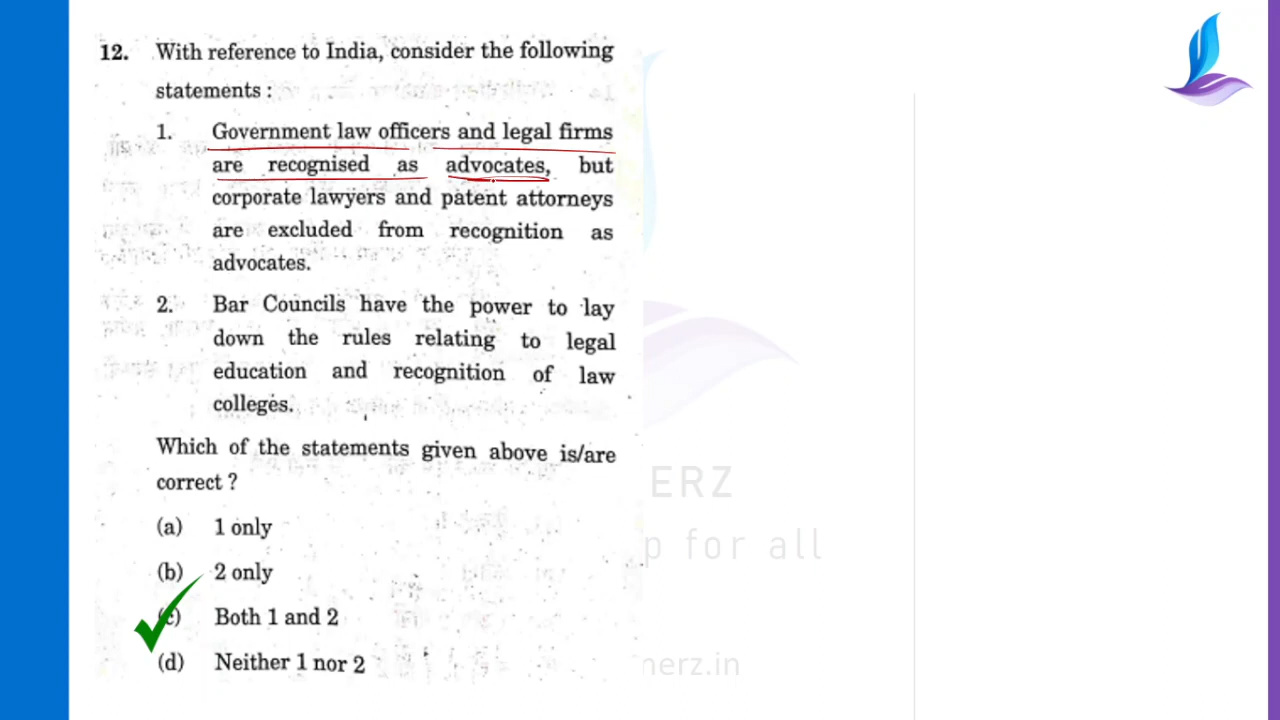 12. With reference to India, consider the following
statements :
1. Government law officers and legal firms
are recognised as advocates, but
corporate lawyers and patent attorneys
are excluded from recognition as
advocates.
2. Bar Councils have the power to lay
down the rules relating to legal
education and recognition of law
colleges.
Which of the statements given above is/are
correct ?
(a) 1 only
(b) 2 only
(c) Both 1 and 2
(d) Neither 1 nor 2
ERZ
p for all
nerz.in